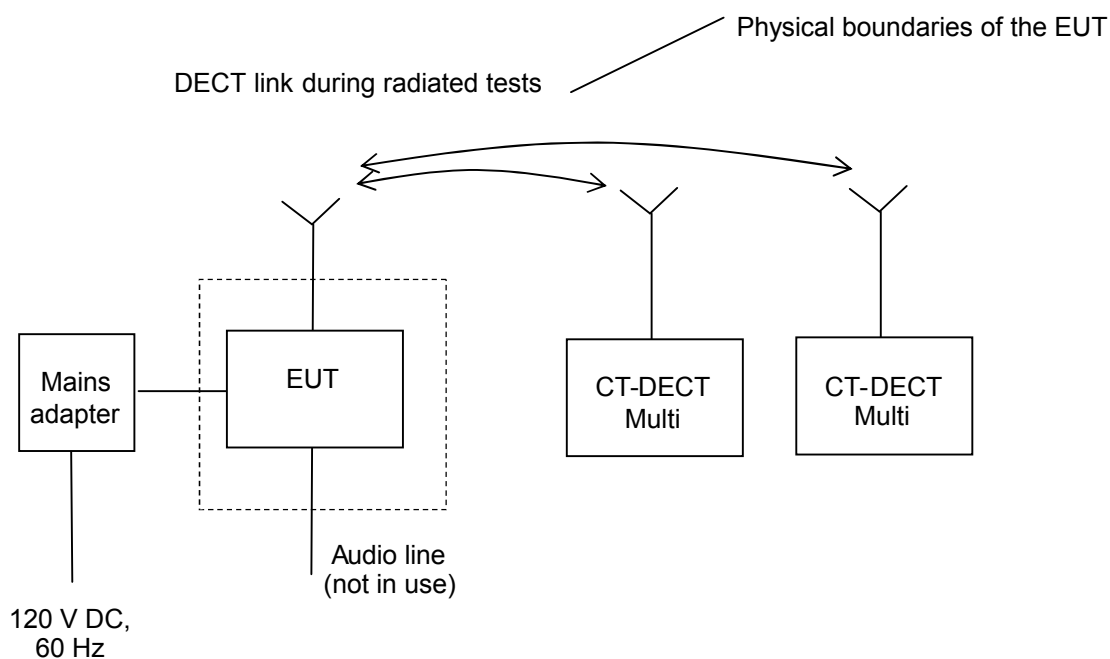 Physical boundaries of the EUT
DECT link during radiated tests
Mains
adapter
EUT
CT-DECT
Multi
CT-DECT
Multi
Audio line
(not in use)
120 V DC,
60 Hz